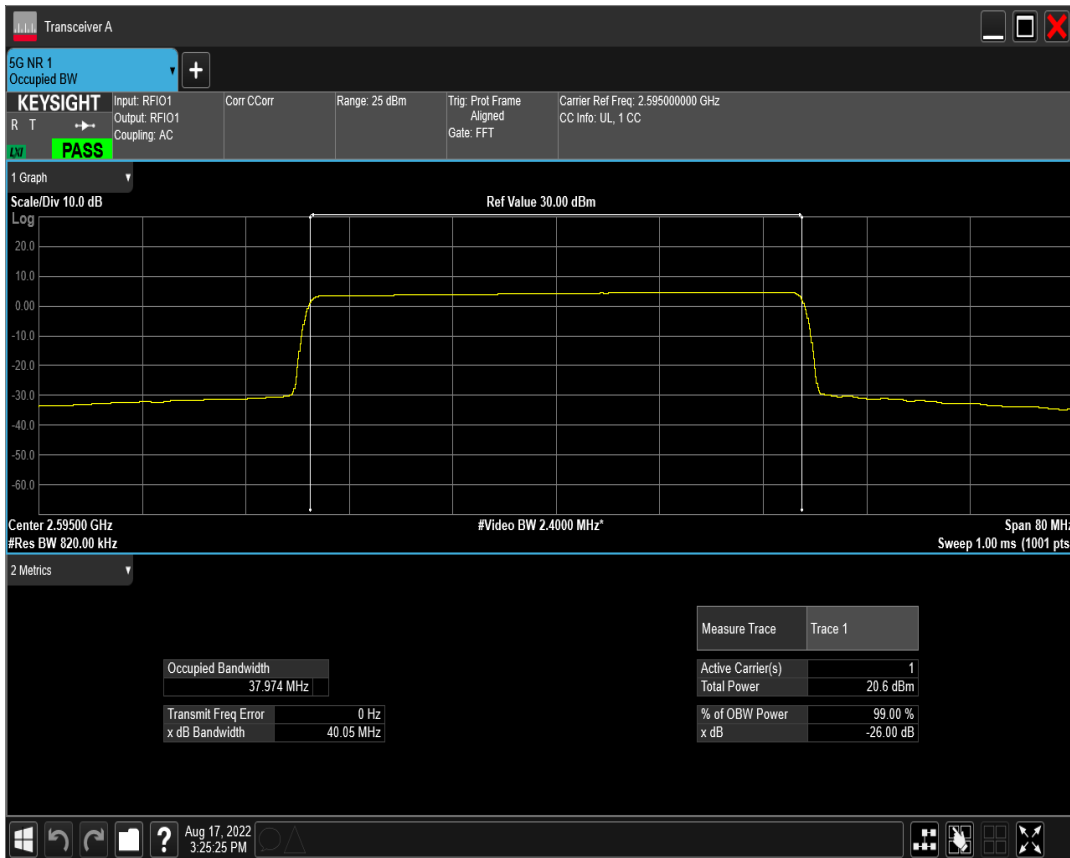 Transceiver A
5G NR 1
Occupied BW
+
KEYSIGHT
R T
LXI
PASS
Input: RFIO1
Output: RFIO1
Coupling: AC
Corr CCorr
Range: 25 dBm
Trig: Prot Frame
Aligned
Gate: FFT
Carrier Ref Freq: 2.595000000 GHz
CC Info: UL, 1 CC
1 Graph
Scale/Div 10.0 dB
Ref Value 30.00 dBm
Log
20.0
10.0
0.00
-10.0
-20.0
-30.0
-40.0
-50.0
-60.0
Center 2.59500 GHz
#Video BW 2.4000 MHz*
Span 80 MHz
#Res BW 820.00 kHz
Sweep 1.00 ms (1001 pts
2 Metrics
Measure Trace Trace 1
Occupied Bandwidth
37.974 MHz
Active Carrier(s) 1
Total Power 20.6 dBm
Transmit Freq Error 0 Hz
x dB Bandwidth 40.05 MHz
% of OBW Power 99.00 %
x dB -26.00 dB
?
Aug 17, 2022
3:25:25 PM